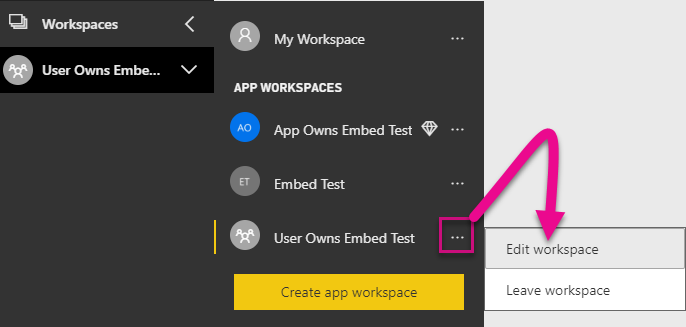 Workspaces
User Owns Embe...
My Workspace
APP WORKSPACES
AO
App Owns Embed Test
ET
Embed Test
User Owns Embed Test
Edit workspace
Create app workspace
Leave workspace